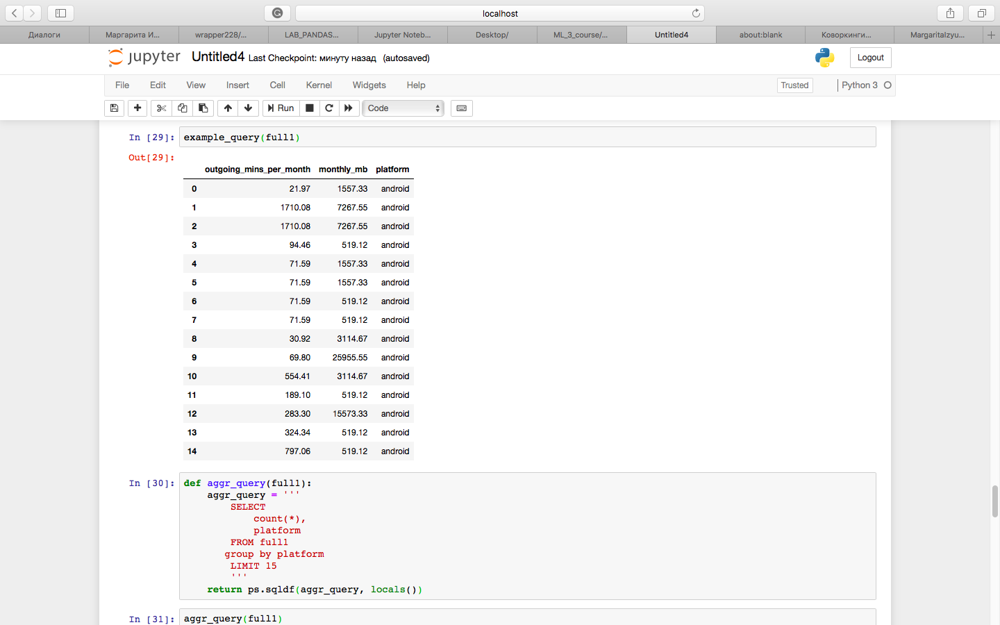 localhost
Диалоги
Маргарита И...
wrapper228/...
LAB_PANDAS...
Jupyter Noteb...
Desktop/
ML_3_course/...
Untitled4
about:blank
Коворкинги...
MargaritaIzyu...
jupyter Untitled4 Last Checkpoint: минуту назад (autosaved)
Logout
File Edit View Insert Cell Kernel Widgets Help
Trusted
Python 3
Run
Code
In [29]: example_query(full1)
Out[29]:
outgoing_mins_per_month monthly_mb platform
0 21.97 1557.33 android
1 1710.08 7267.55 android
2 1710.08 7267.55 android
3 94.46 519.12 android
4 71.59 1557.33 android
5 71.59 1557.33 android
6 71.59 519.12 android
7 71.59 519.12 android
8 30.92 3114.67 android
9 69.80 25955.55 android
10 554.41 3114.67 android
11 189.10 519.12 android
12 283.30 15573.33 android
13 324.34 519.12 android
14 797.06 519.12 android
In [30]: def aggr_query(full1):
aggr_query = '''
SELECT
count(*),
platform
FROM full1
group by platform
LIMIT 15
'''
return ps.sqldf(aggr_query, locals())
In [31]: aggr_query(full1)